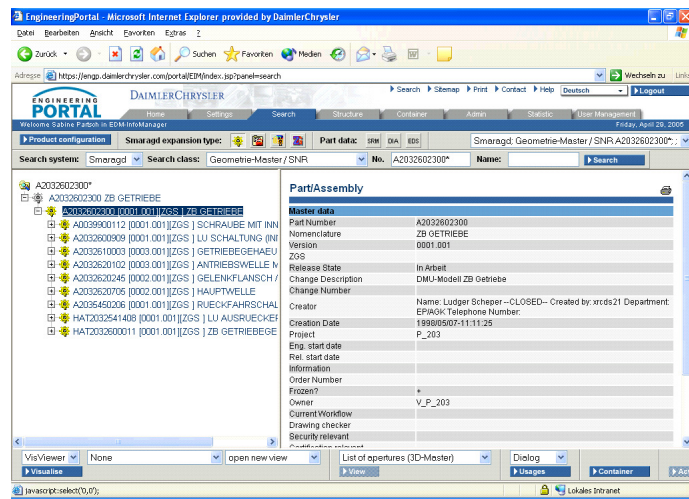 EngineeringPortal - Microsoft Internet Explorer provided by DaimlerChrysler
Datei Bearbeiten Ansicht Favoriten Extras ?
Zurück Suchen Favoriten Medien
Adresse https://engp.daimlerchrysler.com/portal/EIM/index.jsp?panel=search Wechseln zu Links
ENGINEERING PORTAL DAIMLERCHRYSLER Search Sitemap Print Contact Help Deutsch Logout
Home Settings Search Structure Container Admin Statistic User Management
Welcome Sabine Partsch in EDM-InfoManager Friday, April 29, 2005
Product configuration Smaragd expansion type: Part data: SRM DIA EDS Smaragd; Geometrie-Master / SNR A2032602300*; ;
Search system: Smaragd Search class: Geometrie-Master / SNR No. A2032602300* Name: Search
A2032602300*
A2032602300 ZB GETRIEBE
A2032602300 [0001.001][ZGS ] ZB GETRIEBE
A0039900112 [0001.001][ZGS ] SCHRAUBE MIT INN
A2032600909 [0001.001][ZGS ] LU SCHALTUNG (INI
A2032610003 [0003.001][ZGS ] GETRIEBEGEHAEU
A2032620102 [0003.001][ZGS ] ANTRIEBSWELLE M
A2032620245 [0002.001][ZGS ] GELENKFLANSCH /
A2032620705 [0002.001][ZGS ] HAUPTWELLE
A2035450206 [0001.001][ZGS ] RUECKFAHRSCHAL
HAT2032541408 [0001.001][ZGS ] LU AUSRUECKER
HAT2032600011 [0001.001][ZGS ] ZB GETRIEBEGE
Part/Assembly
Master data
Part Number A2032602300
Nomenclature ZB GETRIEBE
Version 0001.001
ZGS
Release State In Arbeit
Change Description DMU-Modell ZB Getriebe
Change Number
Creator Name: Ludger Scheper --CLOSED-- Created by: xrcds21 Department: EP/AGK Telephone Number:
Creation Date 1998/05/07-11:11:25
Project P_203
Eng. start date
Rel. start date
Information
Order Number
Frozen? +
Owner V_P_203
Current Workflow
Drawing checker
Security relevant
Certification relevant
VisViewer None open new view List of apertures (3D-Master) Dialog
Visualise View Usages Container Act
javascript:select('0,0'); Lokales Intranet